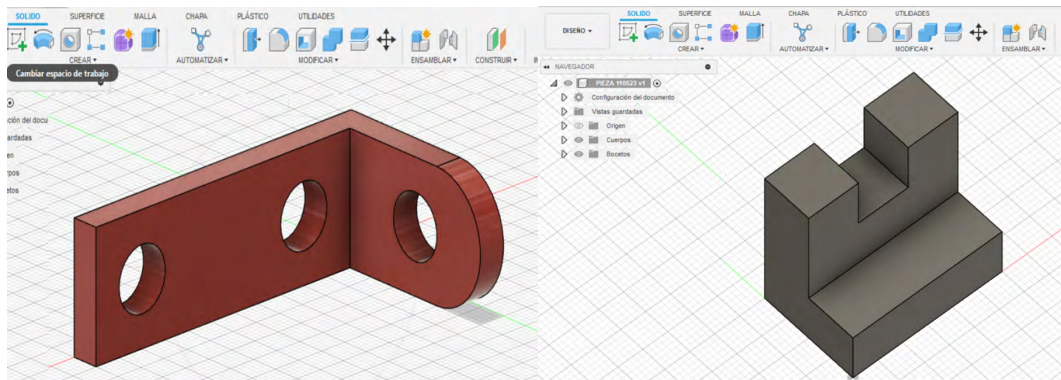 SOLIDO SUPERFICIE MALLA CHAPA PLÁSTICO UTILIDADES
CREAR ▾ AUTOMATIZAR ▾ MODIFICAR ▾ ENSAMBLAR ▾ CONSTRUIR ▾
Cambiar espacio de trabajo
ción del docu
ardadas
en
rpos
etos
SOLIDO SUPERFICIE MALLA CHAPA PLÁSTICO UTILIDADES
DISEÑO ▾
CREAR ▾ AUTOMATIZAR ▾ MODIFICAR ▾ ENSAMBLAR ▾
NAVEGADOR
PIEZA 110523 v1
Configuración del documento
Vistas guardadas
Origen
Cuerpos
Bocetos